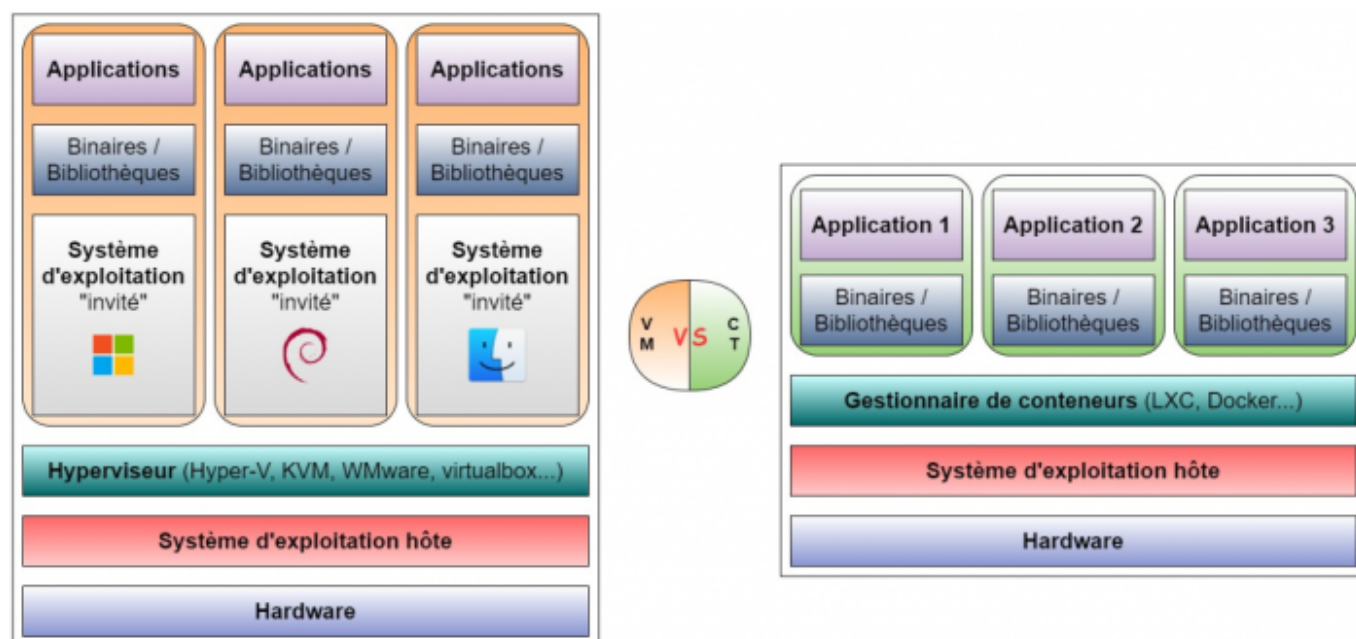 Applications
Applications
Applications
Binaires /
Bibliothèques
Binaires /
Bibliothèques
Binaires /
Bibliothèques
Système
d'exploitation
"invité"
Système
d'exploitation
"invité"
Système
d'exploitation
"invité"
Hyperviseur (Hyper-V, KVM, WMware, virtualbox...)
Système d'exploitation hôte
Hardware
V
M
VS
C
T
Application 1
Application 2
Application 3
Binaires /
Bibliothèques
Binaires /
Bibliothèques
Binaires /
Bibliothèques
Gestionnaire de conteneurs (LXC, Docker...)
Système d'exploitation hôte
Hardware